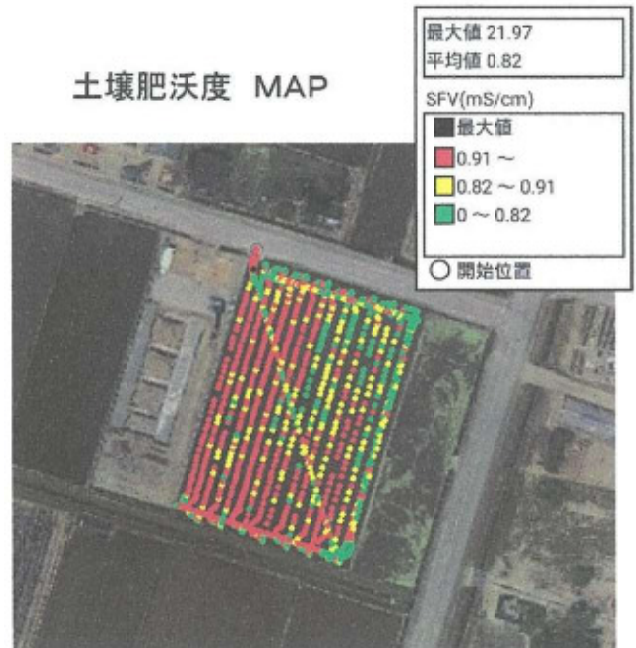 土壌肥沃度 MAP
最大値 21.97
平均値 0.82
SFV(mS/cm)
最大値
0.91 ～
0.82 ～ 0.91
0 ～ 0.82
開始位置